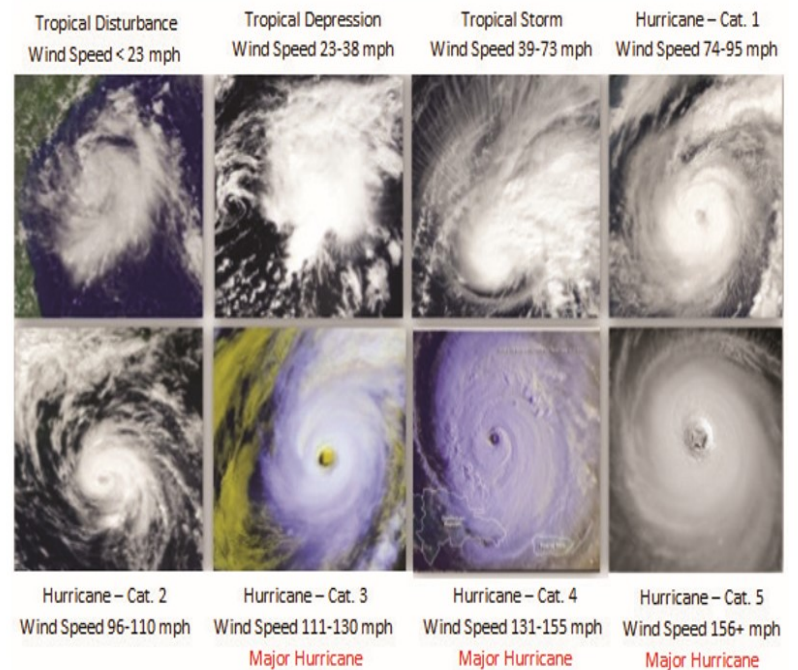 Tropical Disturbance
Wind Speed < 23 mph
Tropical Depression
Wind Speed 23-38 mph
Tropical Storm
Wind Speed 39-73 mph
Hurricane – Cat. 1
Wind Speed 74-95 mph
Hurricane – Cat. 2
Wind Speed 96-110 mph
Hurricane – Cat. 3
Wind Speed 111-130 mph
Major Hurricane
Hurricane – Cat. 4
Wind Speed 131-155 mph
Major Hurricane
Hurricane – Cat. 5
Wind Speed 156+ mph
Major Hurricane